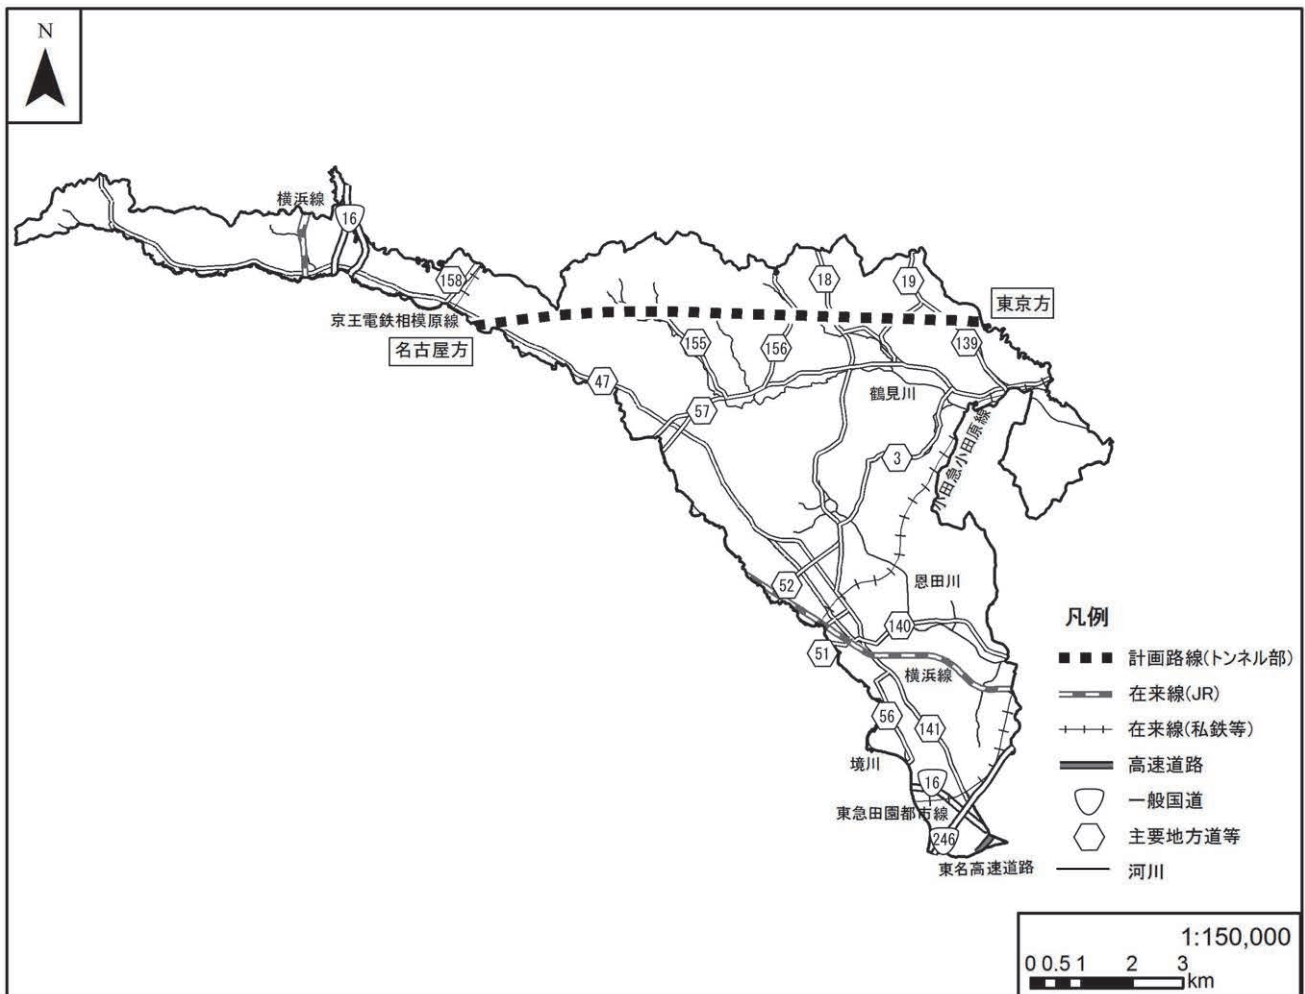 N
横浜線
16
158
18
19
東京方
京王電鉄相模原線
名古屋方
155
156
139
47
鶴見川
57
3
小田急小田原線
52
恩田川
凡例
140
51
計画路線(トンネル部)
横浜線
在来線(JR)
56
141
在来線(私鉄等)
境川
高速道路
16
一般国道
東急田園都市線
246
主要地方道等
東名高速道路
河川
1:150,000
0 0.5 1 2 3
km